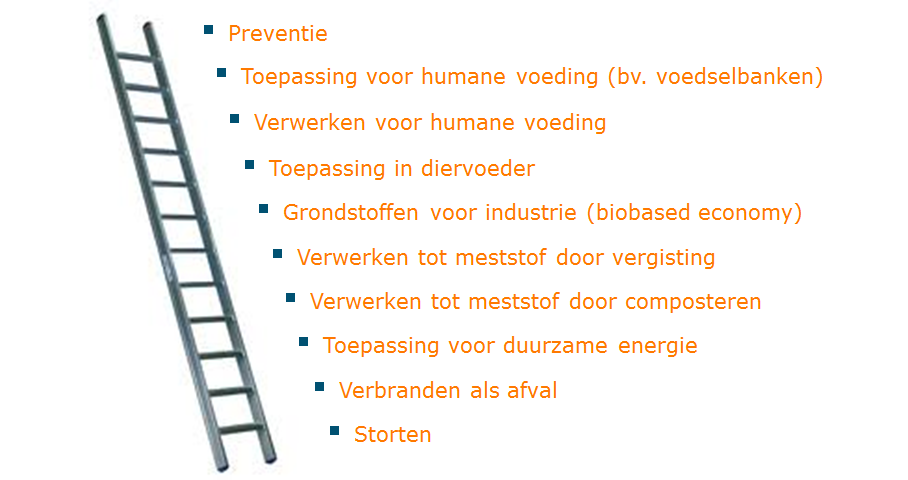 Preventie
Toepassing voor humane voeding (bv. voedselbanken)
Verwerken voor humane voeding
Toepassing in diervoeder
Grondstoffen voor industrie (biobased economy)
Verwerken tot meststof door vergisting
Verwerken tot meststof door composteren
Toepassing voor duurzame energie
Verbranden als afval
Storten